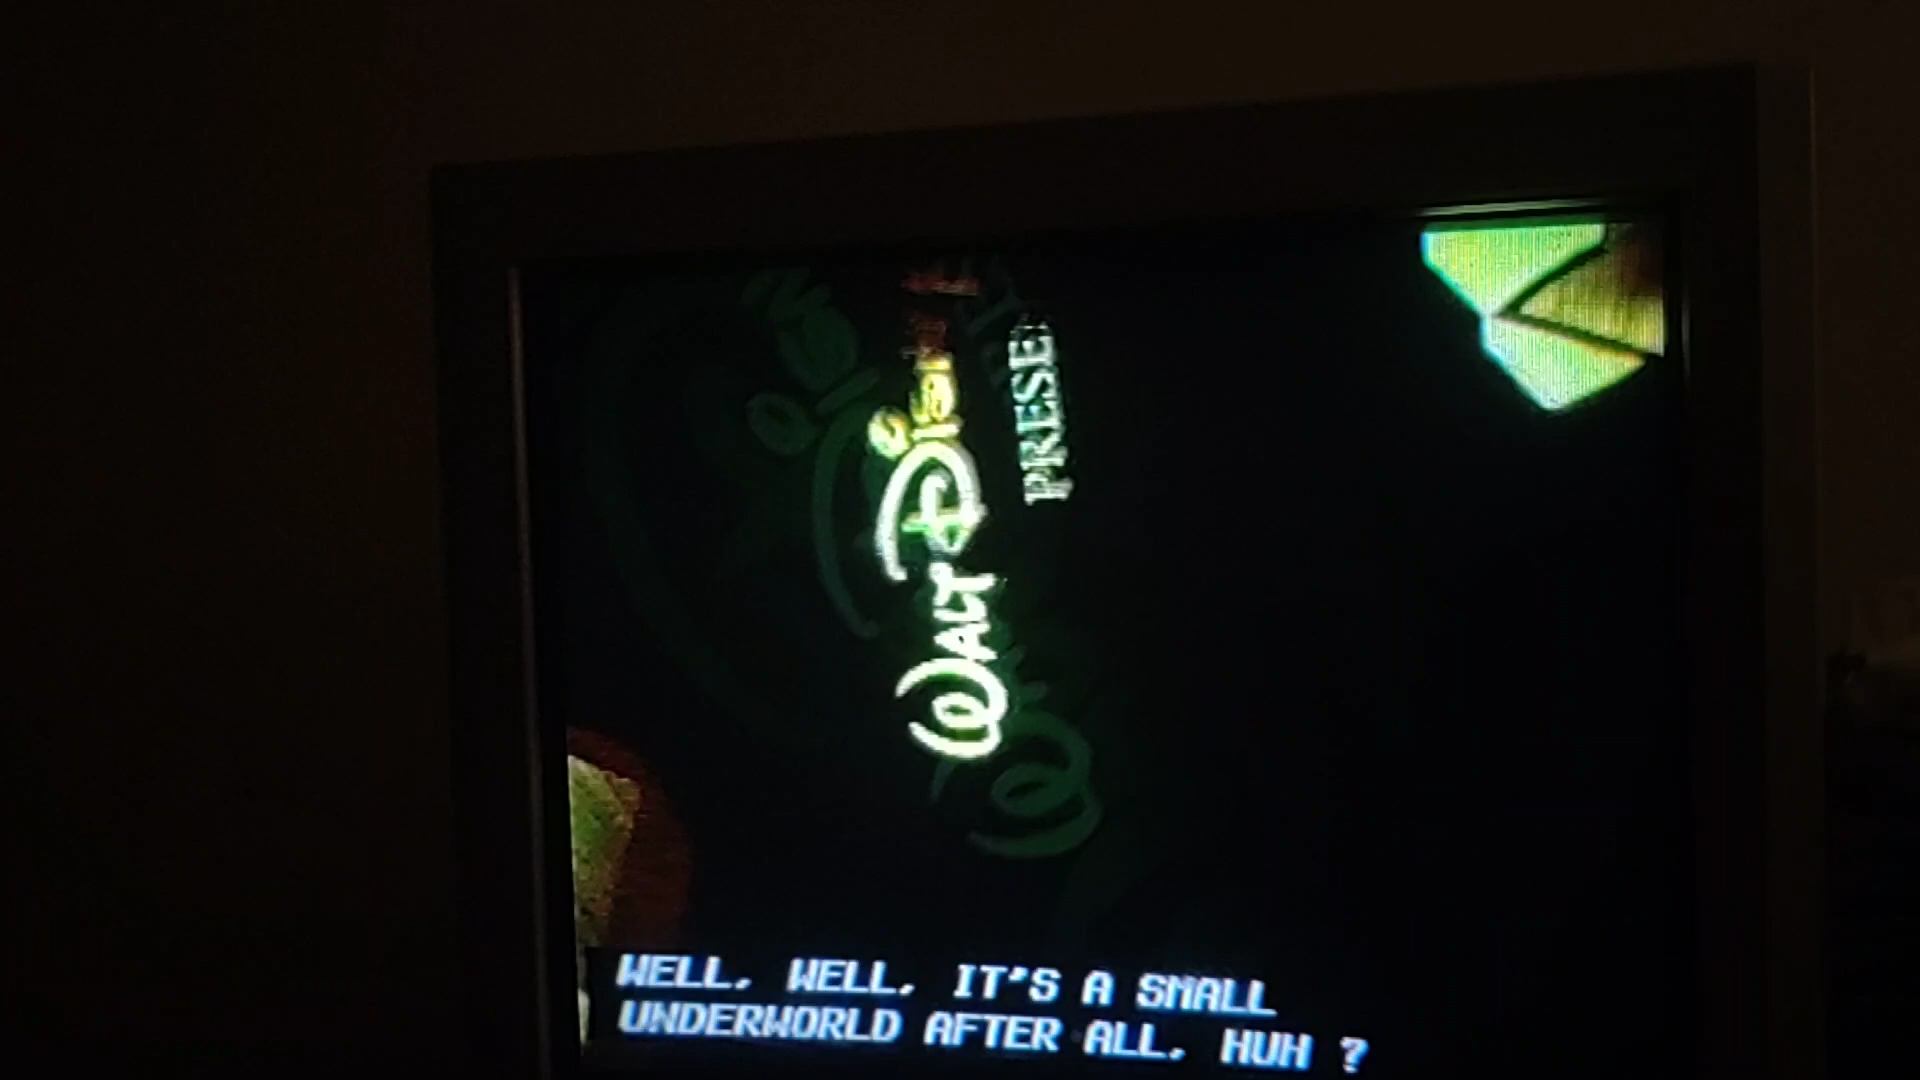 WALT DISNEY
PRESE
WELL, WELL, IT'S A SMALL
UNDERWORLD AFTER ALL, HUH ?